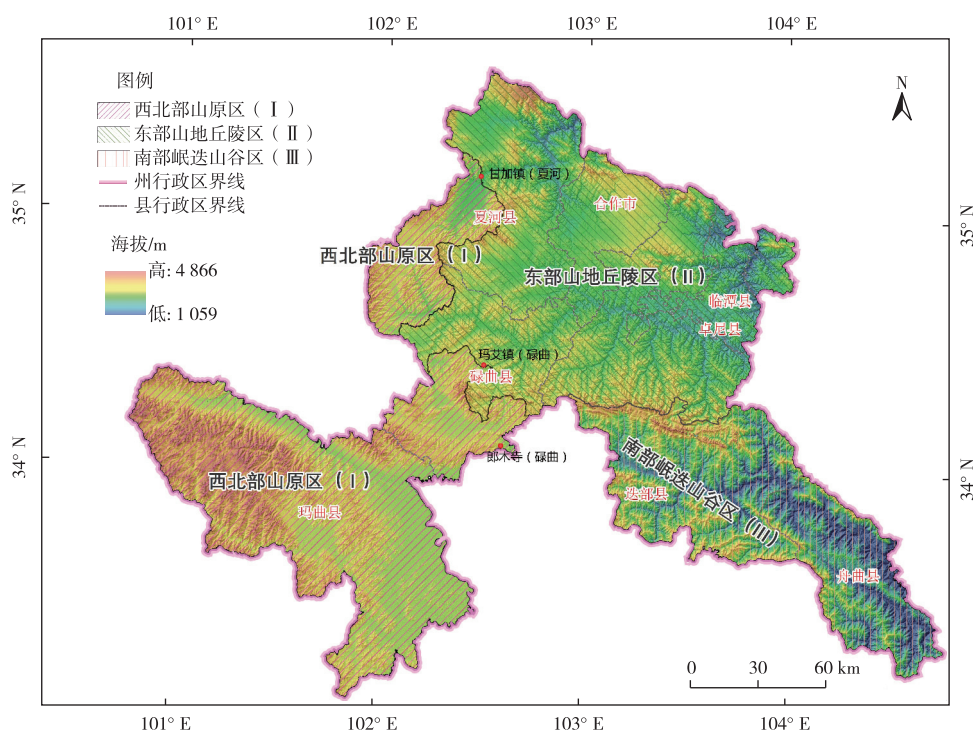 101° E
102° E
103° E
104° E
图例
西北部山原区（Ⅰ）
东部山地丘陵区（Ⅱ）
南部岷迭山谷区（Ⅲ）
州行政区界线
县行政区界线
海拔/m
高: 4 866
低: 1 059
N
35° N
35° N
34° N
34° N
甘加镇（夏河）
合作市
夏河县
西北部山原区（Ⅰ）
东部山地丘陵区（Ⅱ）
临潭县
卓尼县
玛艾镇（碌曲）
碌曲县
郎木寺（碌曲）
西北部山原区（Ⅰ）
玛曲县
南部岷迭山谷区（Ⅲ）
迭部县
舟曲县
0 30 60 km
101° E
102° E
103° E
104° E